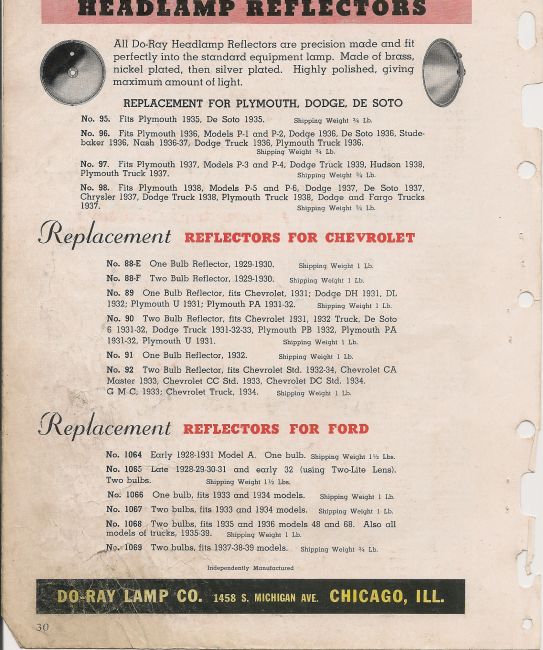 HEADLAMP REFLECTORS
All Do-Ray Headlamp Reflectors are precision made and fit
perfectly into the standard equipment lamp. Made of brass,
nickel plated, then silver plated. Highly polished, giving
maximum amount of light.
REPLACEMENT FOR PLYMOUTH, DODGE, DE SOTO
No. 95. Fits Plymouth 1935, De Soto 1935. Shipping Weight ¾ Lb.
No. 96. Fits Plymouth 1936, Models P-1 and P-2, Dodge 1936, De Soto 1936, Stude-
baker 1936, Nash 1936-37, Dodge Truck 1936, Plymouth Truck 1936.
Shipping Weight ¾ Lb.
No. 97. Fits Plymouth 1937, Models P-3 and P-4, Dodge Truck 1939, Hudson 1938,
Plymouth Truck 1937. Shipping Weight ¾ Lb.
No. 98. Fits Plymouth 1938, Models P-5 and P-6, Dodge 1937, De Soto 1937,
Chrysler 1937, Dodge Truck 1938, Plymouth Truck 1938, Dodge and Fargo Trucks
1937. Shipping Weight ¾ Lb.
Replacement REFLECTORS FOR CHEVROLET
No. 88-E One Bulb Reflector, 1929-1930. Shipping Weight 1 Lb.
No. 88-F Two Bulb Reflector, 1929-1930. Shipping Weight 1 Lb.
No. 89 One Bulb Reflector, fits Chevrolet, 1931; Dodge DH 1931, DL
1932; Plymouth U 1931; Plymouth PA 1931-32. Shipping Weight 1 Lb.
No. 90 Two Bulb Reflector, fits Chevrolet 1931, 1932 Truck, De Soto
6 1931-32, Dodge Truck 1931-32-33, Plymouth PB 1932, Plymouth PA
1931-32, Plymouth U 1931. Shipping Weight 1 Lb.
No. 91 One Bulb Reflector, 1932. Shipping Weight 1 Lb.
No. 92 Two Bulb Reflector, fits Chevrolet Std. 1932-34, Chevrolet CA
Master 1933, Chevrolet CC Std. 1933, Chevrolet DC Std. 1934.
G M C, 1933; Chevrolet Truck, 1934. Shipping Weight 1 Lb.
Replacement REFLECTORS FOR FORD
No. 1064 Early 1928-1931 Model A. One bulb. Shipping Weight 1½ Lbs.
No. 1065 Late 1928-29-30-31 and early 32 (using Two-Lite Lens).
Two bulbs. Shipping Weight 1½ Lbs.
No. 1066 One bulb, fits 1933 and 1934 models. Shipping Weight 1 Lb.
No. 1067 Two bulbs, fits 1933 and 1934 models. Shipping Weight 1 Lb.
No. 1068 Two bulbs, fits 1935 and 1936 models 48 and 68. Also all
models of trucks, 1935-39. Shipping Weight 1 Lb.
No. 1069 Two bulbs, fits 1937-38-39 models. Shipping Weight ¾ Lb.
Independently Manufactured
DO-RAY LAMP CO. 1458 S. MICHIGAN AVE. CHICAGO, ILL.
30